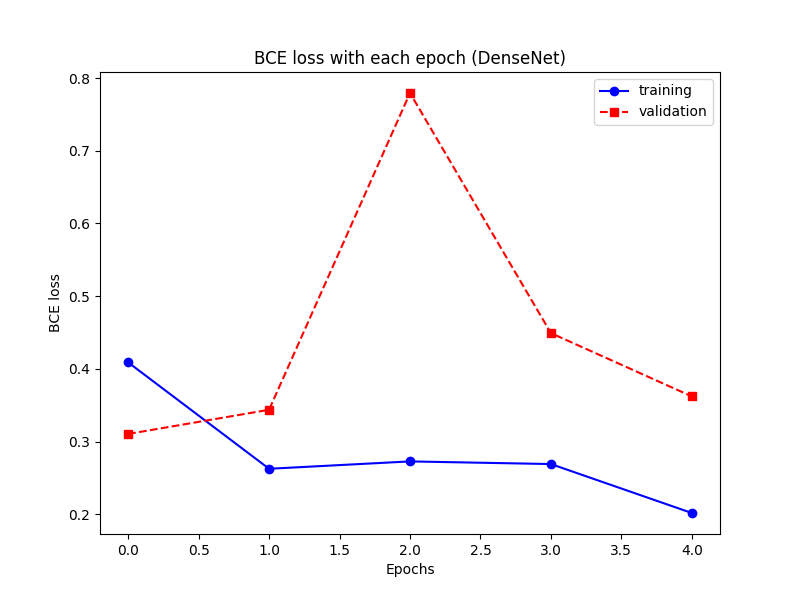 BCE loss with each epoch (DenseNet)
training
validation
BCE loss
0.8
0.7
0.6
0.5
0.4
0.3
0.2
0.0 0.5 1.0 1.5 2.0 2.5 3.0 3.5 4.0
Epochs